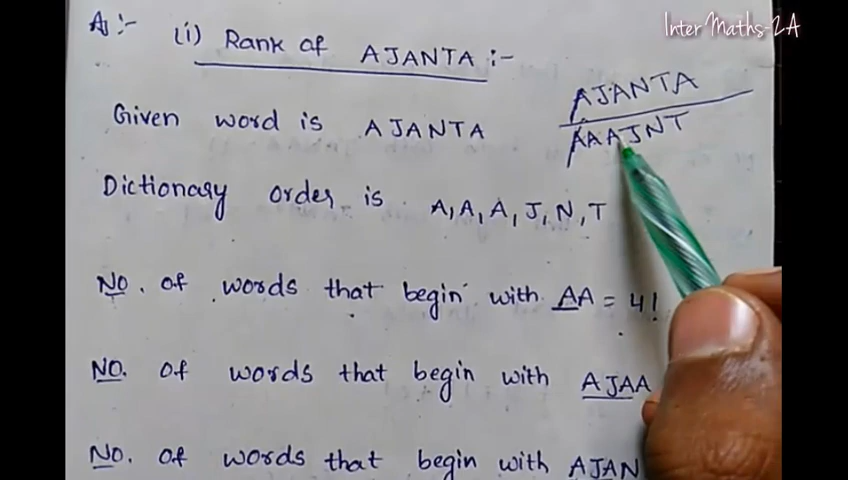 Inter Maths-2A
A :- (i) Rank of AJANTA :-
AJANTA
AAAJNT
Given word is AJANTA
Dictionary order is A, A, A, J, N, T
NO. of words that begin with AA = 4!
NO. of words that begin with AJAA
NO. of words that begin with AJAN